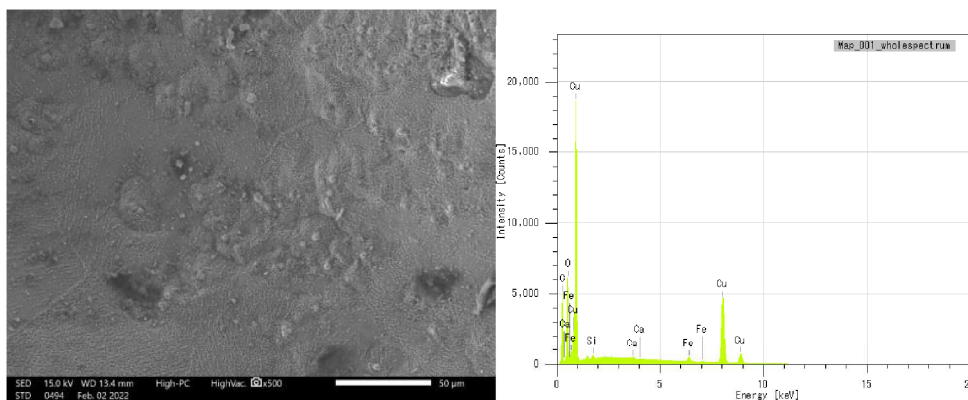 SED 15.0 kV WD 13.4 mm High-PC HighVac. x500 50 µm
STD 0494 Feb. 02 2022
Map_001_wholespectrum
20,000
15,000
10,000
5,000
0
Intensity [Counts]
Cu
O
C
Fe
Cu
Ca
Fe
Si
Ca
Ca
Fe
Fe
Cu
Cu
0 5 10 15 2
Energy [keV]